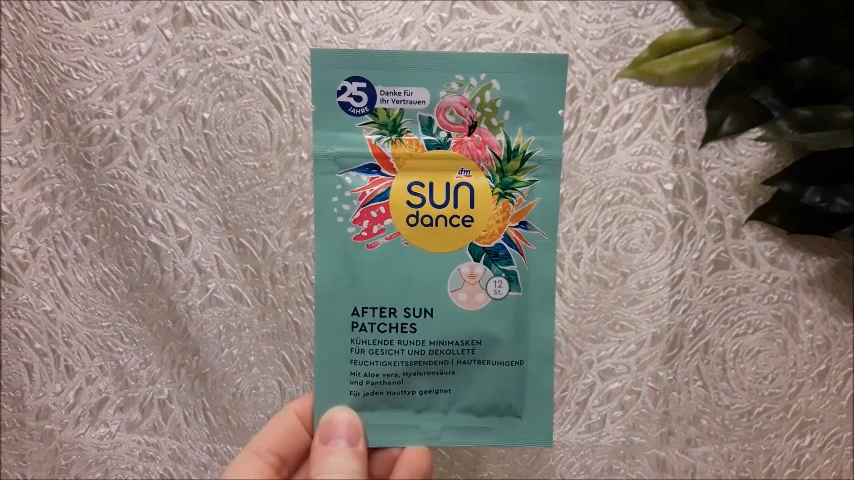 25
JAHRE
Danke für
Ihr Vertrauen
dm
SUN
dance
12
St.
AFTER SUN
PATCHES
KÜHLENDE RUNDE MINIMASKEN
FÜR GESICHT UND DEKOLLETÉ
FEUCHTIGKEITSSPENDEND | HAUTBERUHIGEND
Mit Aloe vera, Hyaluronsäure
und Panthenol
Für jeden Hauttyp geeignet